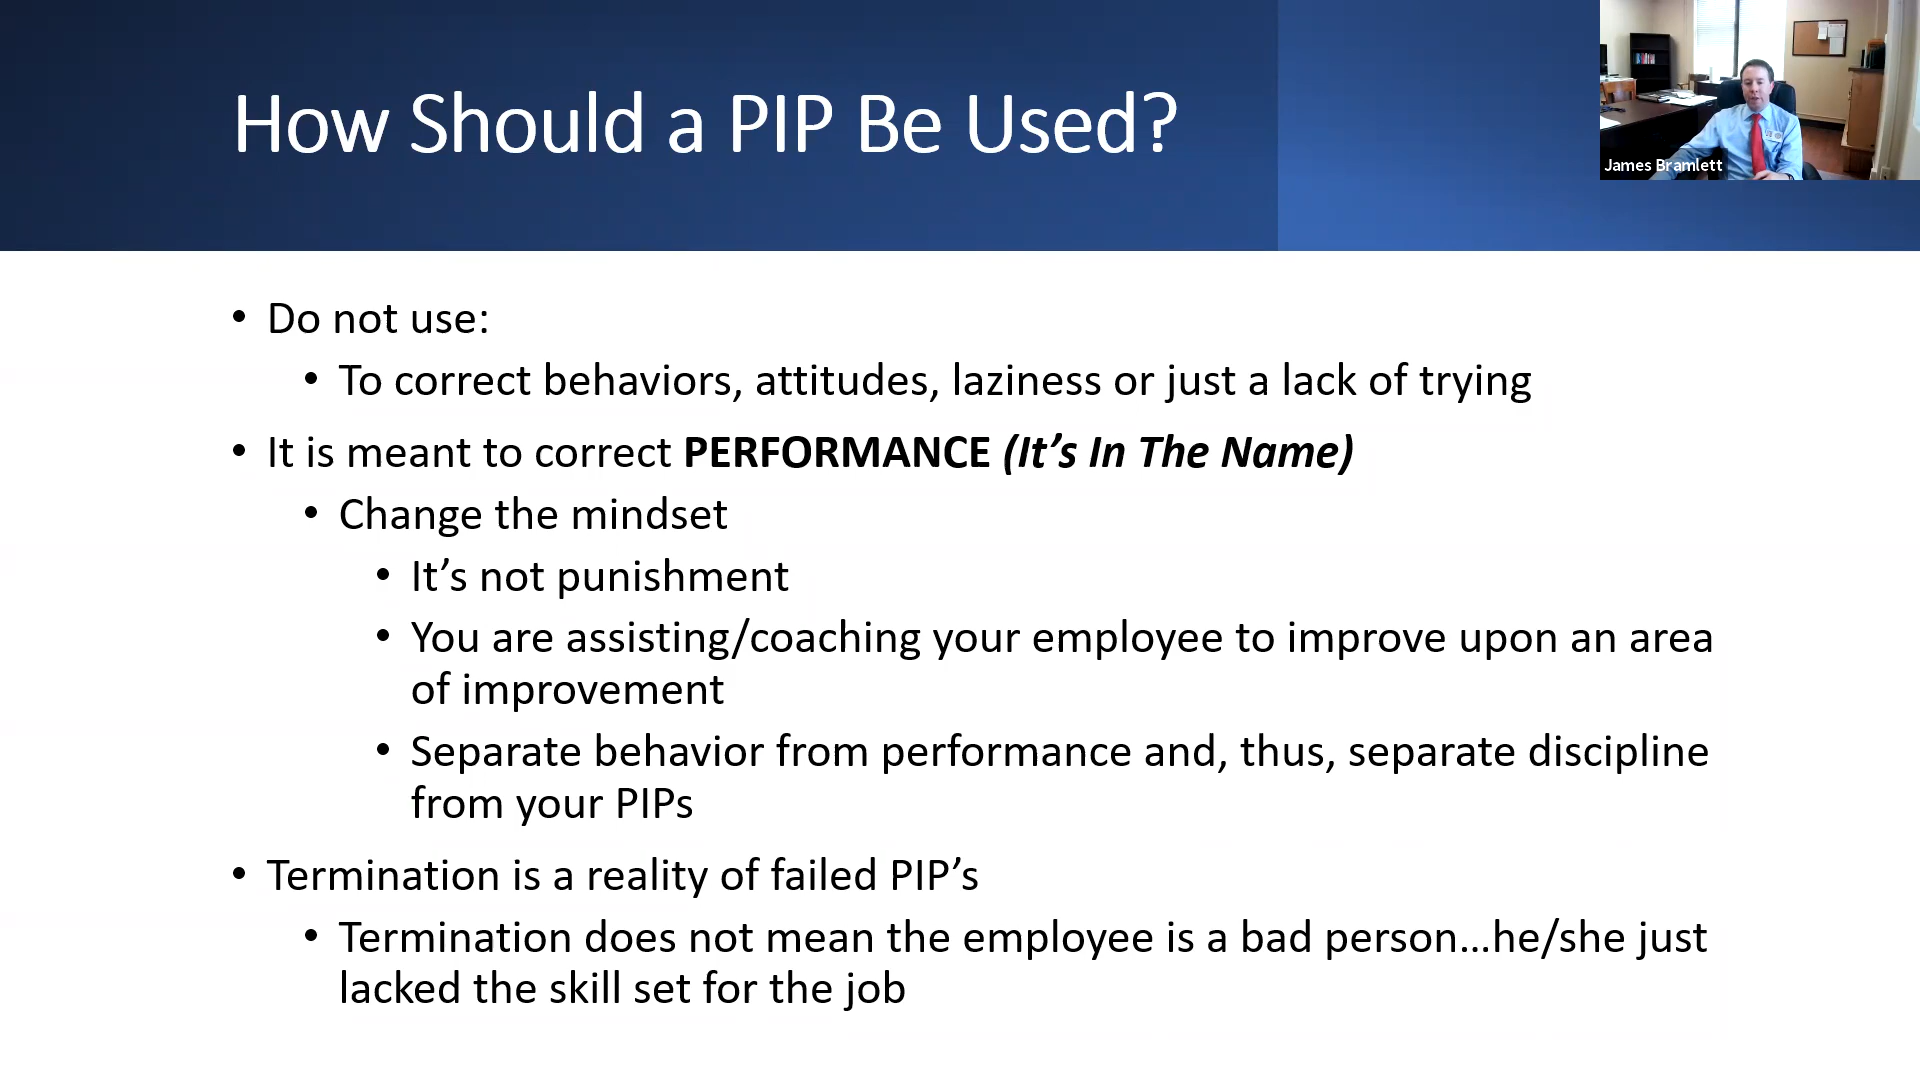 How Should a PIP Be Used?
James Bramlett
• Do not use:
• To correct behaviors, attitudes, laziness or just a lack of trying
• It is meant to correct PERFORMANCE (It’s In The Name)
• Change the mindset
• It’s not punishment
• You are assisting/coaching your employee to improve upon an area
of improvement
• Separate behavior from performance and, thus, separate discipline
from your PIPs
• Termination is a reality of failed PIP’s
• Termination does not mean the employee is a bad person...he/she just
lacked the skill set for the job